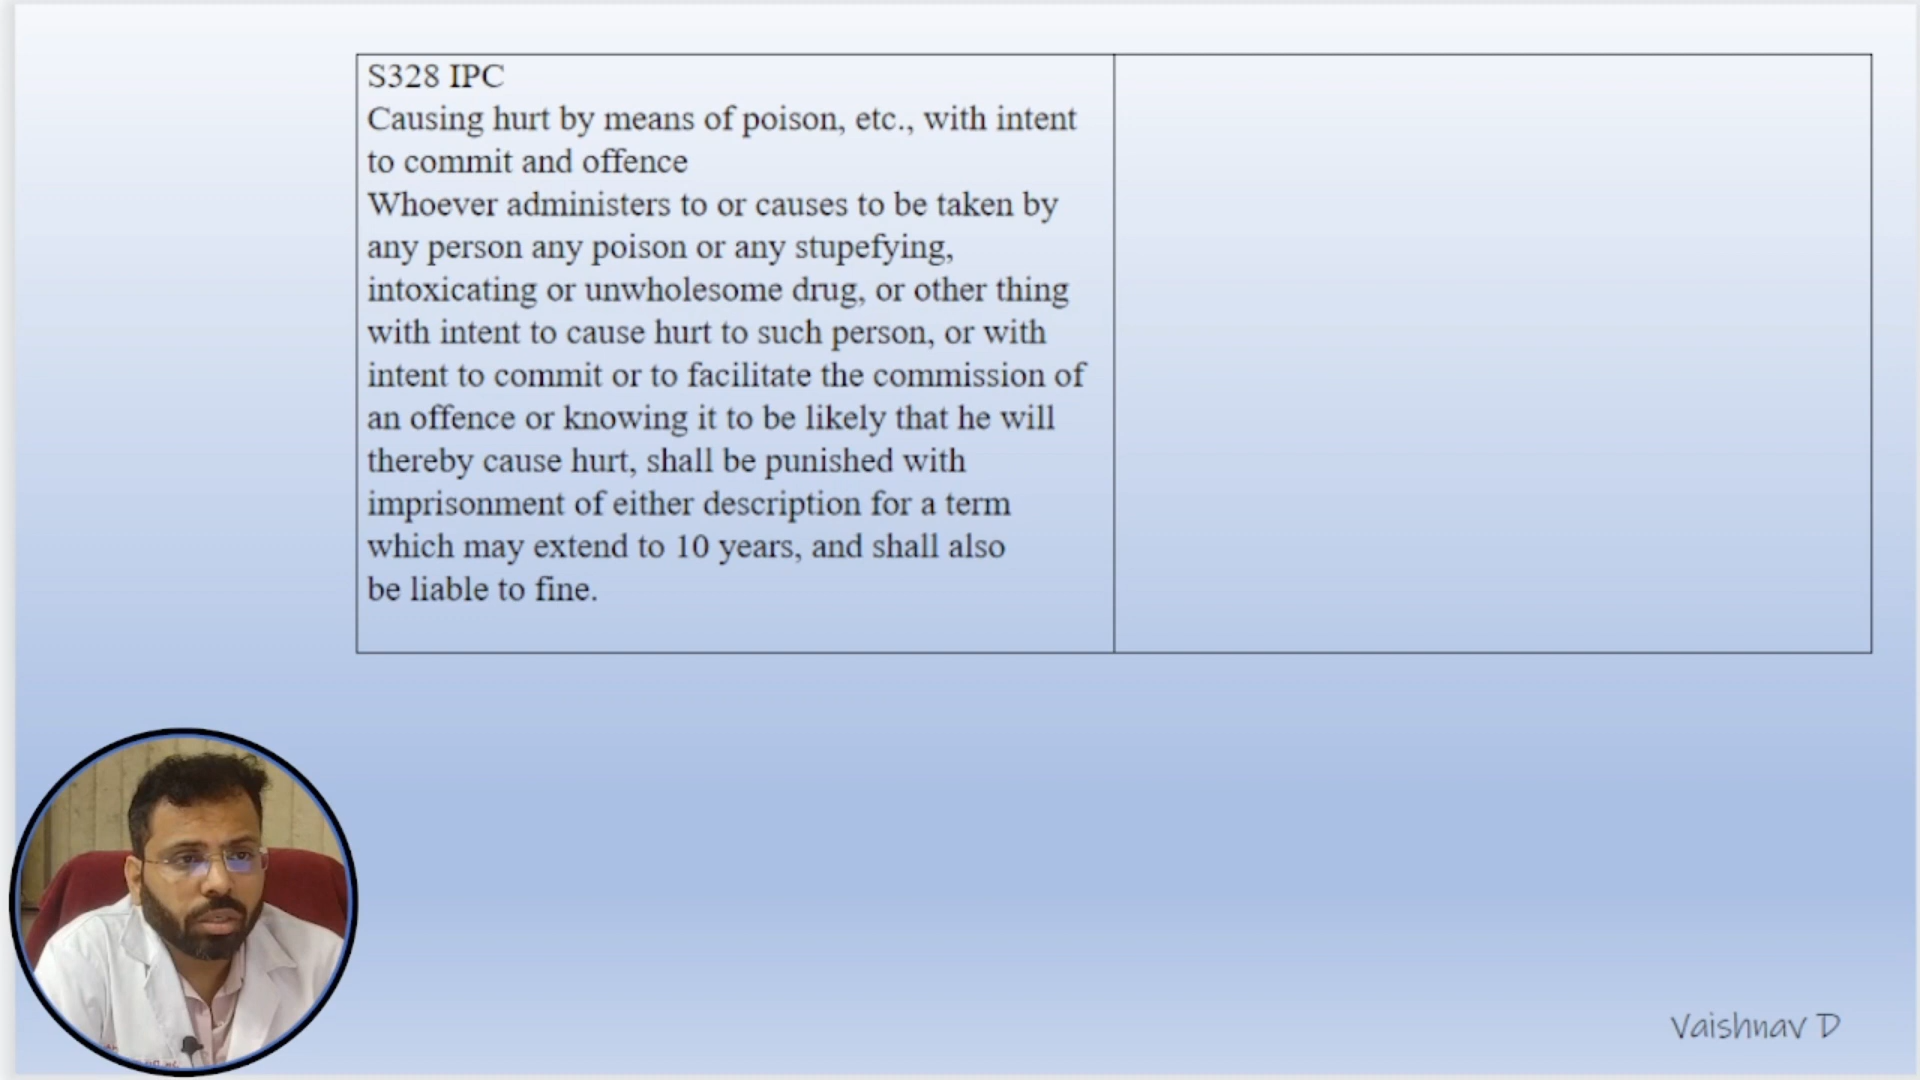 S328 IPC
Causing hurt by means of poison, etc., with intent
to commit and offence
Whoever administers to or causes to be taken by
any person any poison or any stupefying,
intoxicating or unwholesome drug, or other thing
with intent to cause hurt to such person, or with
intent to commit or to facilitate the commission of
an offence or knowing it to be likely that he will
thereby cause hurt, shall be punished with
imprisonment of either description for a term
which may extend to 10 years, and shall also
be liable to fine.
Vaishnav D